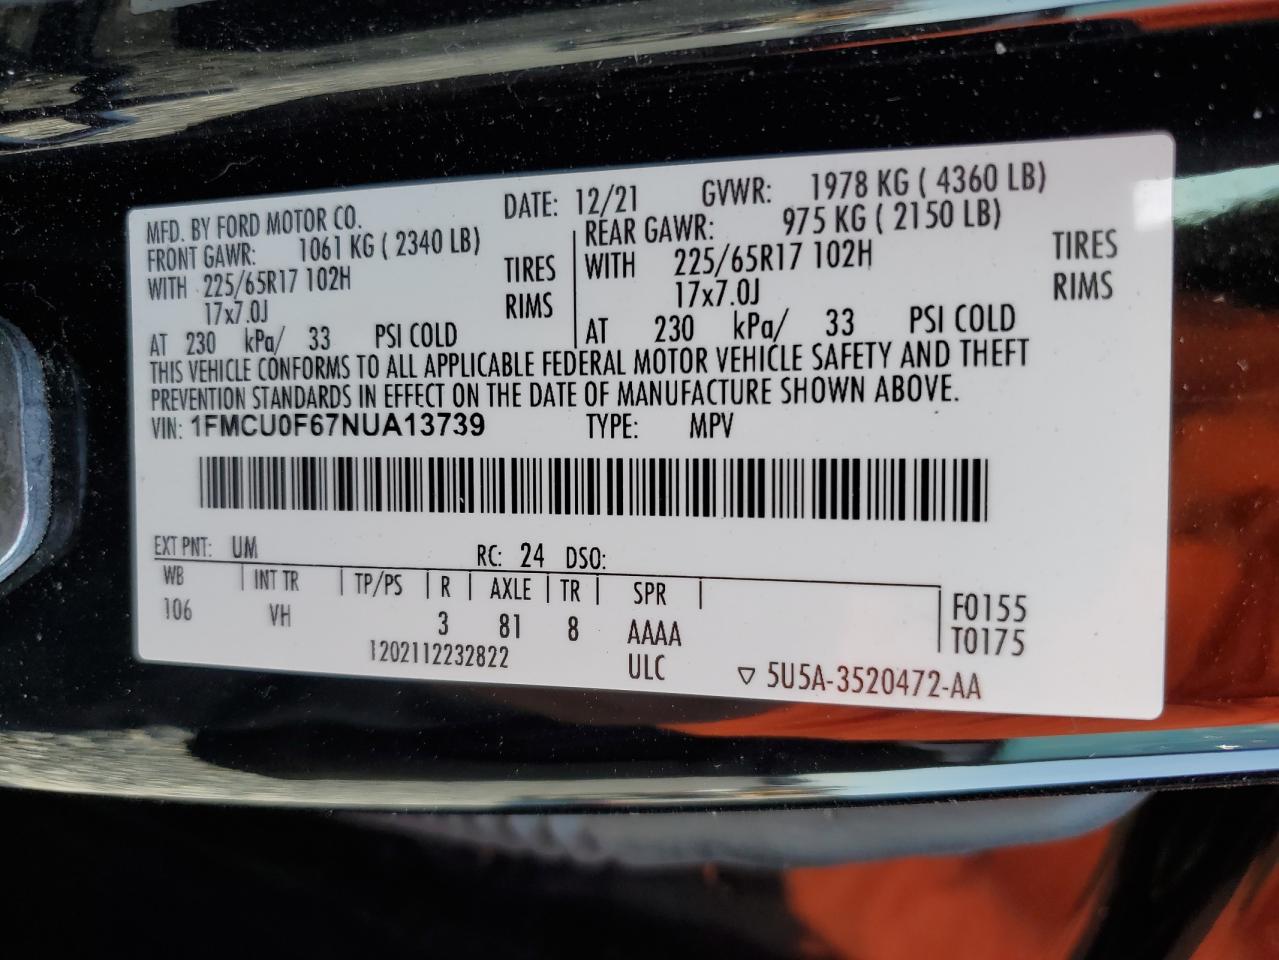 MFD. BY FORD MOTOR CO. DATE: 12/21 GVWR: 1978 KG ( 4360 LB)
FRONT GAWR: 1061 KG ( 2340 LB) REAR GAWR: 975 KG ( 2150 LB)
WITH 225/65R17 102H TIRES WITH 225/65R17 102H TIRES
17x7.0J RIMS 17x7.0J RIMS
AT 230 kPa/ 33 PSI COLD AT 230 kPa/ 33 PSI COLD
THIS VEHICLE CONFORMS TO ALL APPLICABLE FEDERAL MOTOR VEHICLE SAFETY AND THEFT
PREVENTION STANDARDS IN EFFECT ON THE DATE OF MANUFACTURE SHOWN ABOVE.
VIN: 1FMCU0F67NUA13739 TYPE: MPV
EXT PNT: UM RC: 24 DSO:
WB INT TR TP/PS R AXLE TR SPR
106 VH 3 81 8 AAAA F0155
T0175
1202112232822 ULC ▽ 5U5A-3520472-AA